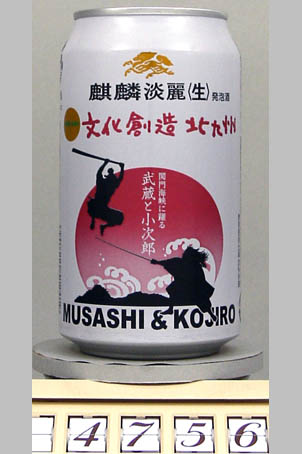 麒麟淡麗〈生〉発泡酒
文化創造 北九州
関門海峡に躍る
武蔵と小次郎
MUSASHI & KOJIRO
4756